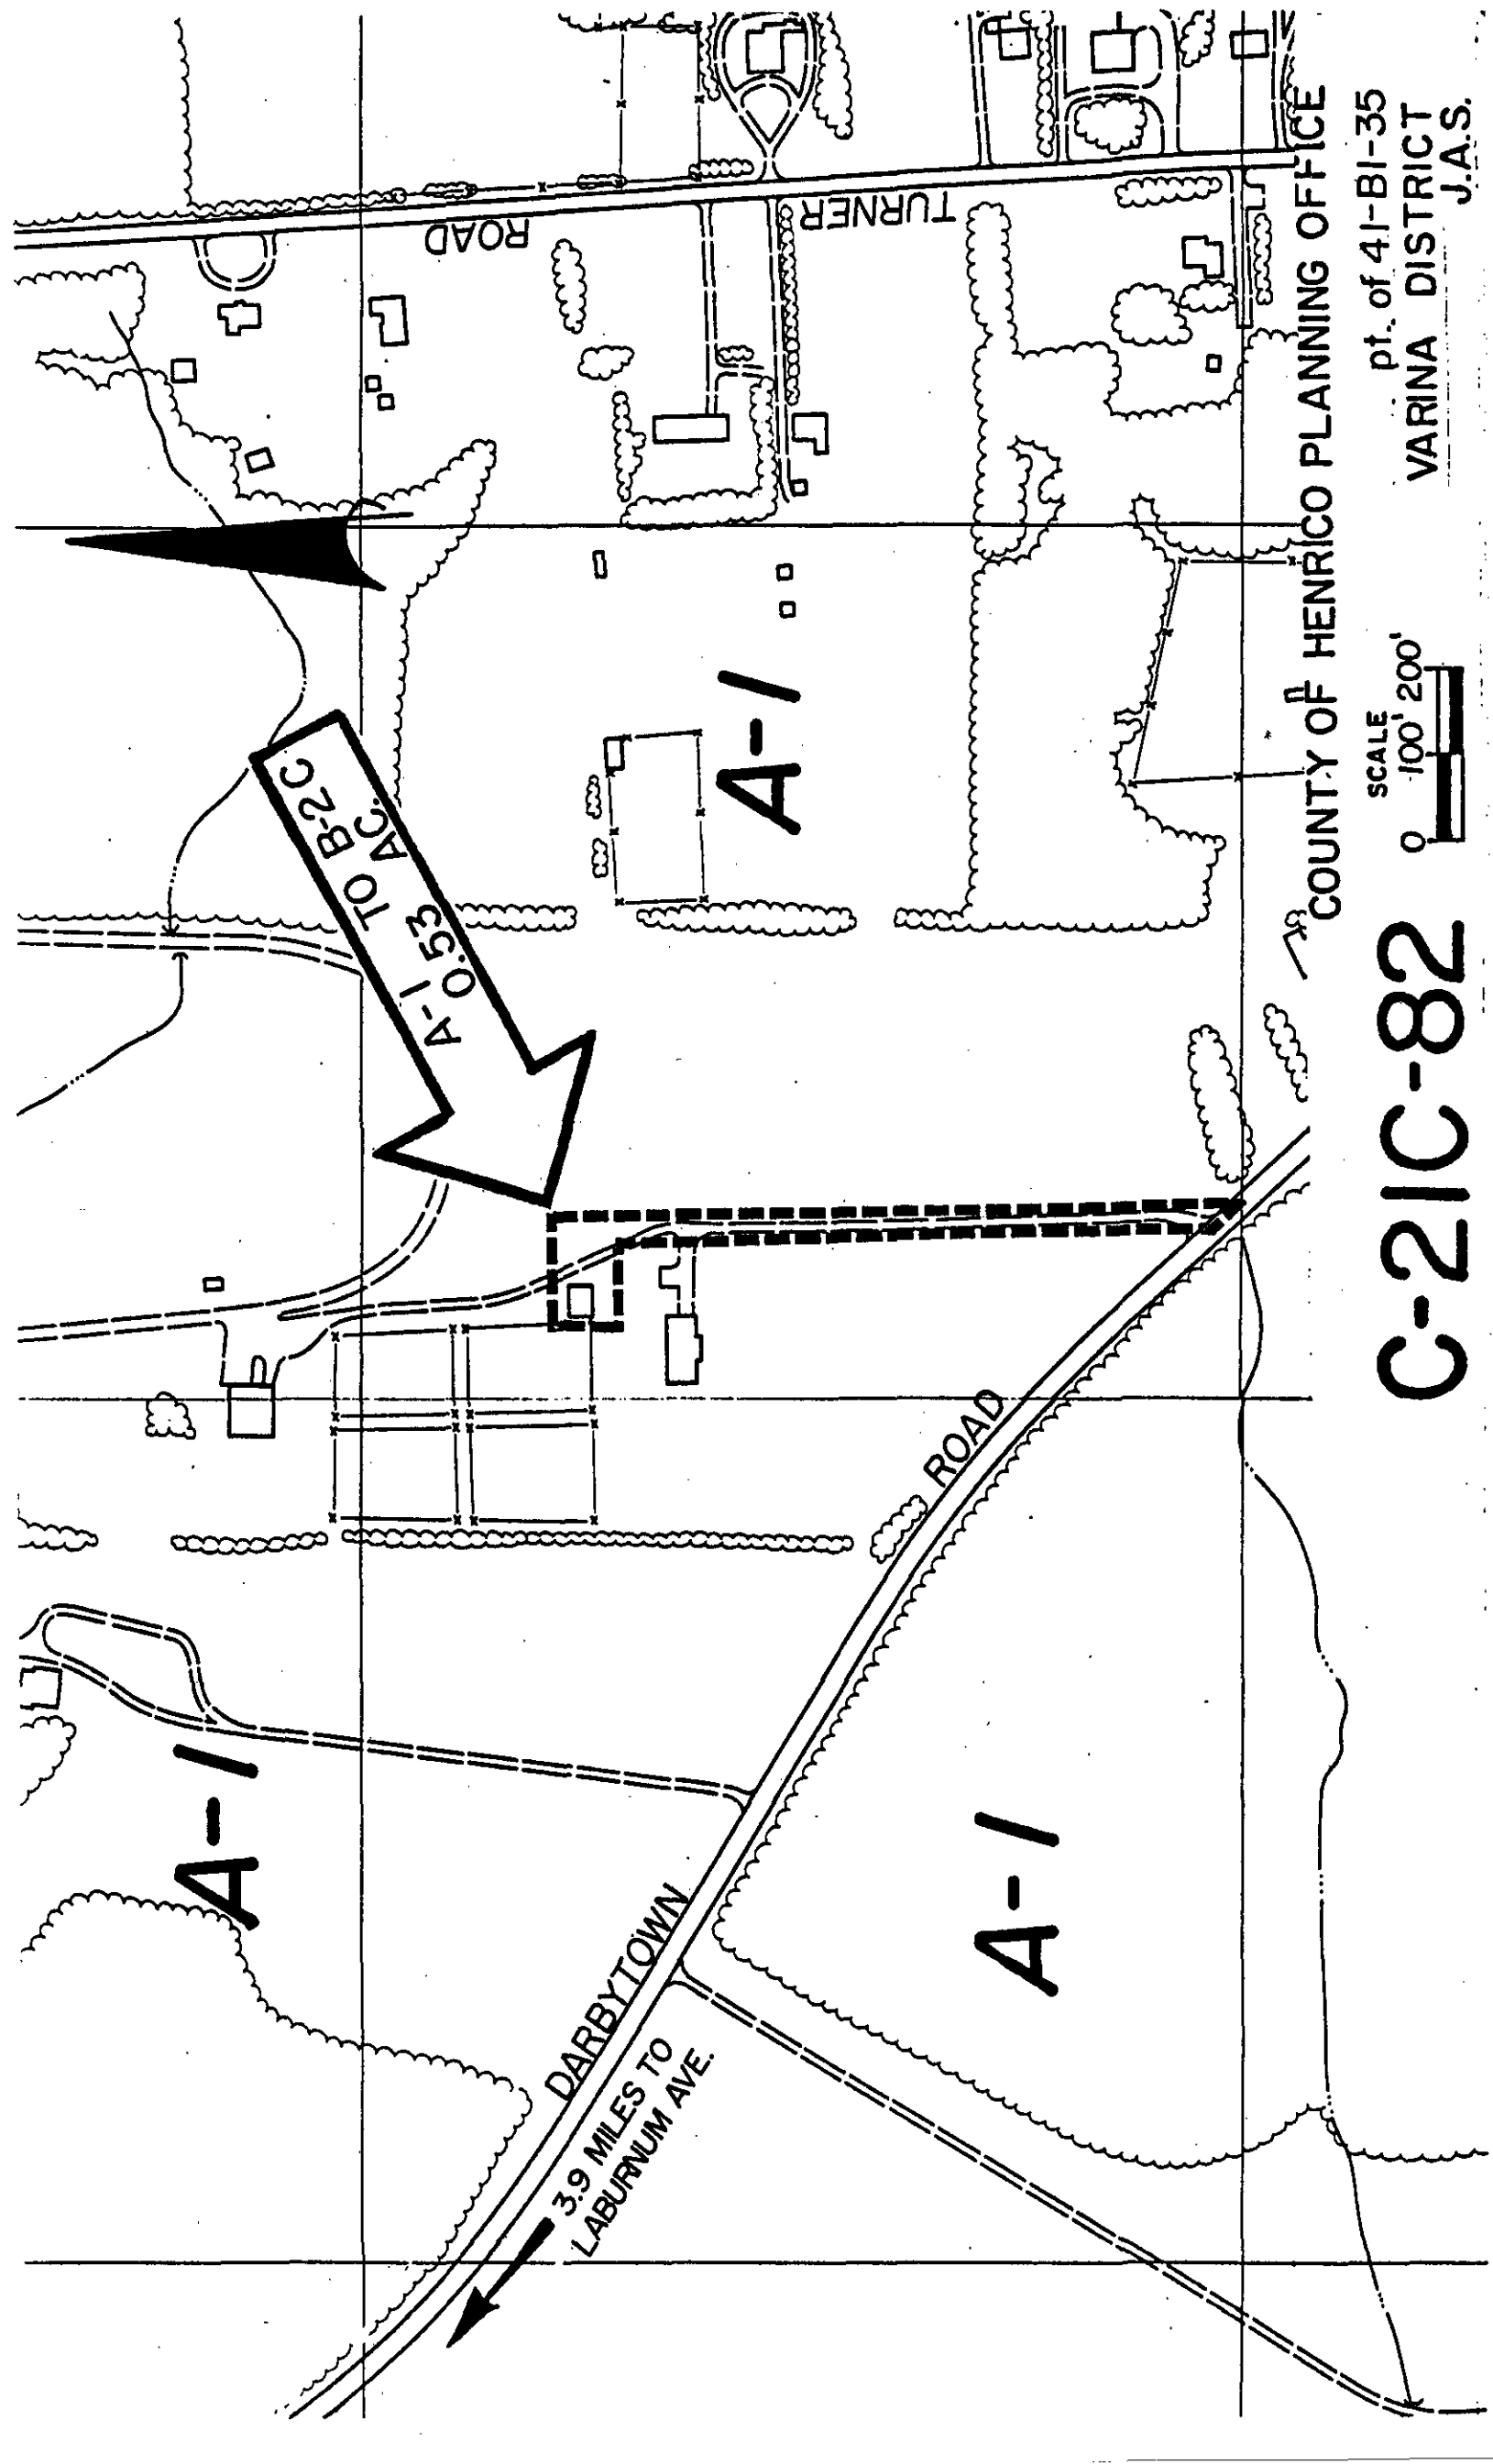 A-1 TO B-2C
0.53 AC.
TURNER
ROAD
A-1
A-1
A-1
DARBYTOWN
ROAD
3.9 MILES TO
LABURNUM AVE.
C-21C-82
COUNTY OF HENRICO PLANNING OFFICE
SCALE
0 100' 200'
pt. of 41-B1-35
VARINA DISTRICT
J.A.S.